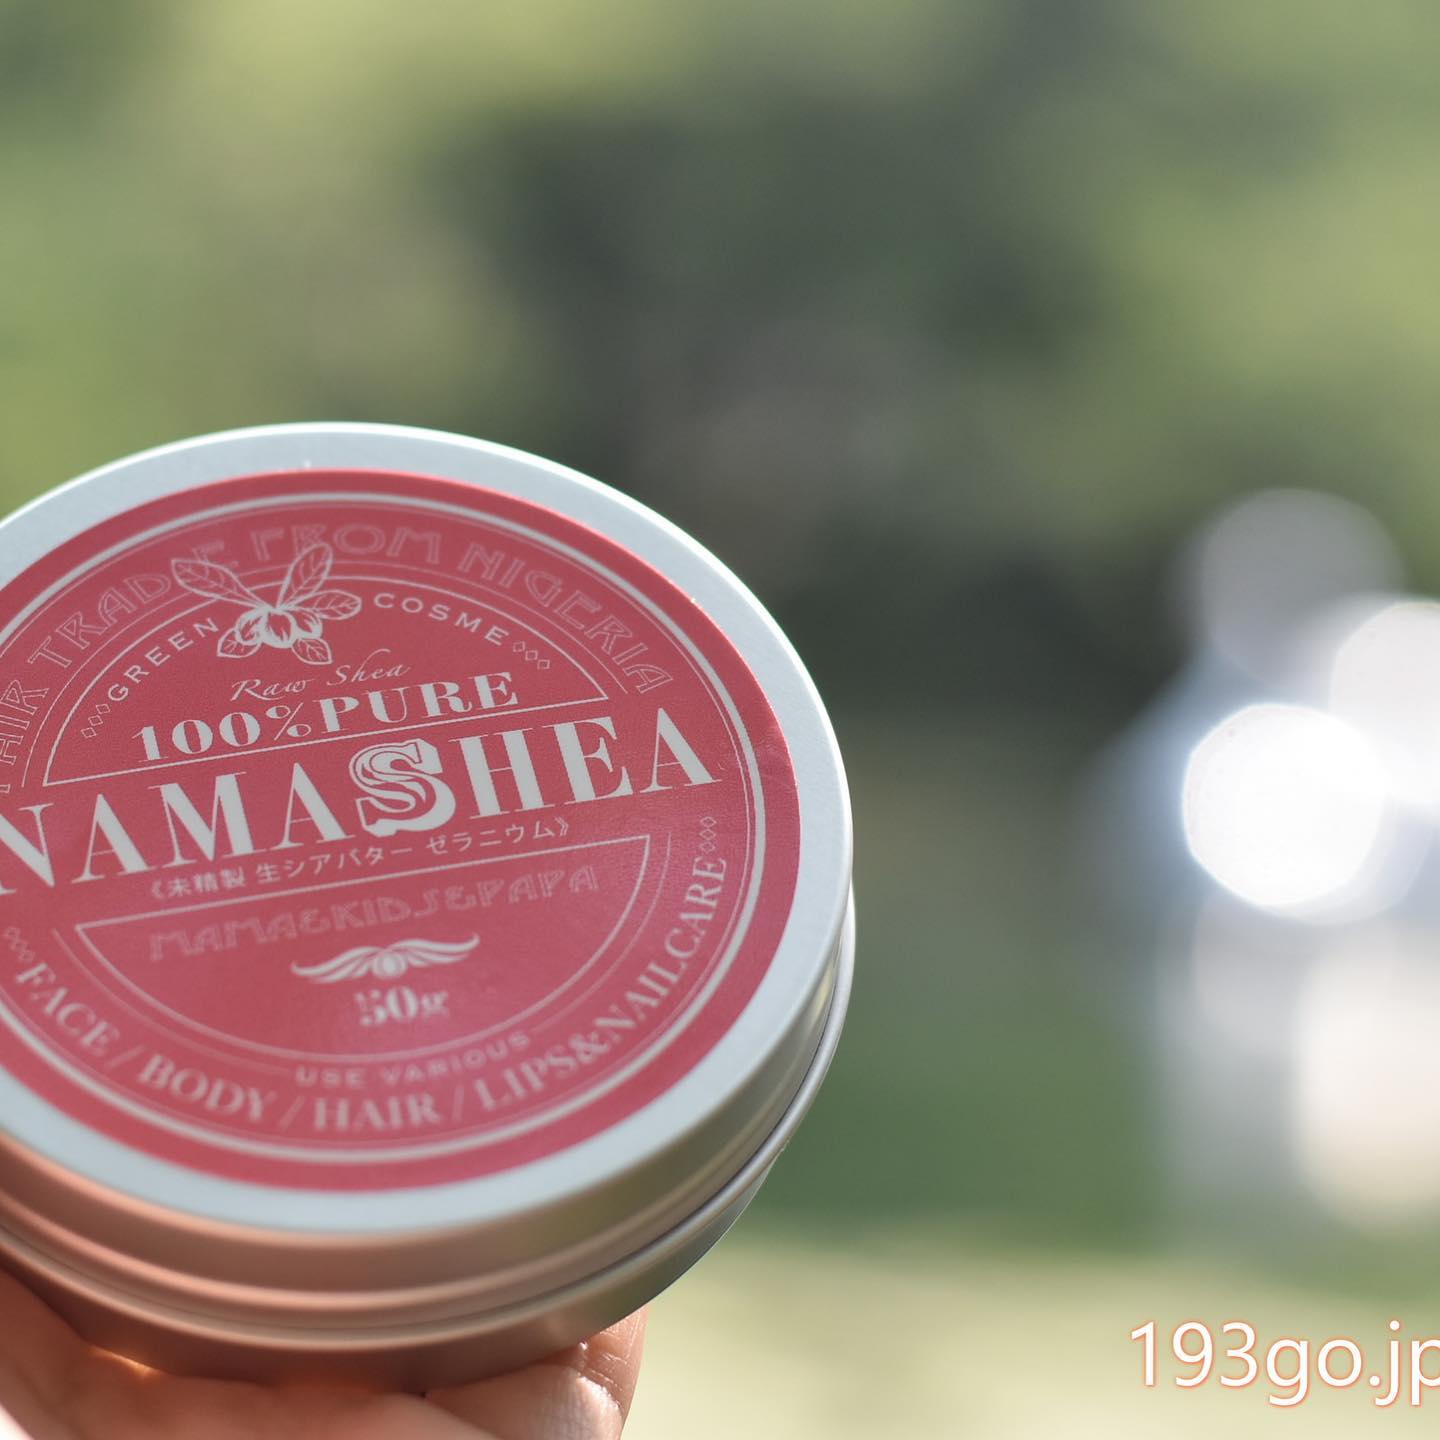 FAIR TRADE FROM NIGERIA
GREEN COSME
Raw Shea
100%PURE
NAMASHEA
《未精製 生シアバター ゼラニウム》
MAMA&KIDS&PAPA
50g
USE VARIOUS
FACE / BODY / HAIR / LIPS&NAILCARE
193go.jp